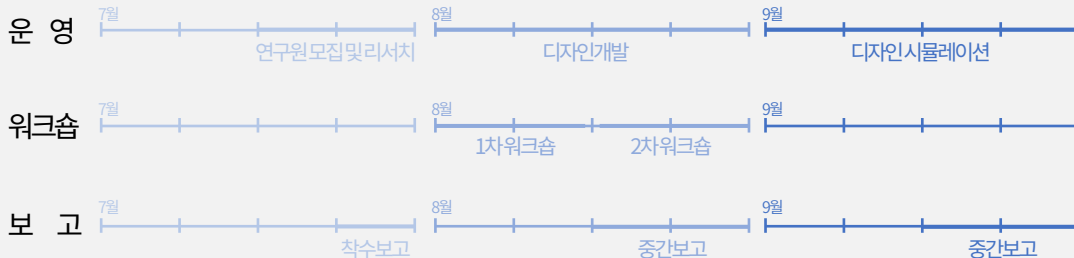 7월 8월 9월
운 영
연구원 모집 및 리서치 디자인개발 디자인 시뮬레이션
7월 8월 9월
워크숍
1차 워크숍 2차 워크숍
7월 8월 9월
보 고
착수보고 중간보고 중간보고